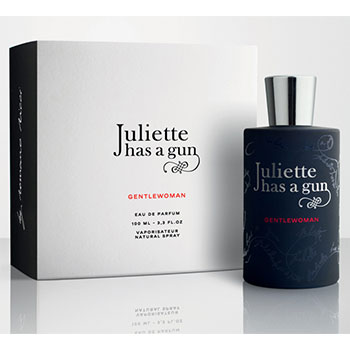 Juliette
has a gun
GENTLEWOMAN
EAU DE PARFUM
100 ML - 3,3 FL.OZ
VAPORISATEUR
NATURAL SPRAY
Juliette
has a gun
GENTLEWOMAN